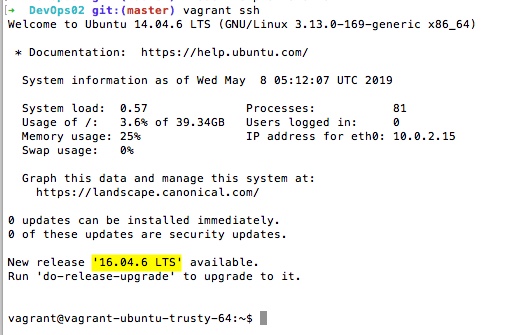 [→ DevOps02 git:(master) vagrant ssh
Welcome to Ubuntu 14.04.6 LTS (GNU/Linux 3.13.0-169-generic x86_64)
* Documentation: https://help.ubuntu.com/
System information as of Wed May 8 05:12:07 UTC 2019
System load: 0.57 Processes: 81
Usage of /: 3.6% of 39.34GB Users logged in: 0
Memory usage: 25% IP address for eth0: 10.0.2.15
Swap usage: 0%
Graph this data and manage this system at:
https://landscape.canonical.com/
0 updates can be installed immediately.
0 of these updates are security updates.
New release '16.04.6 LTS' available.
Run 'do-release-upgrade' to upgrade to it.
vagrant@vagrant-ubuntu-trusty-64:~$